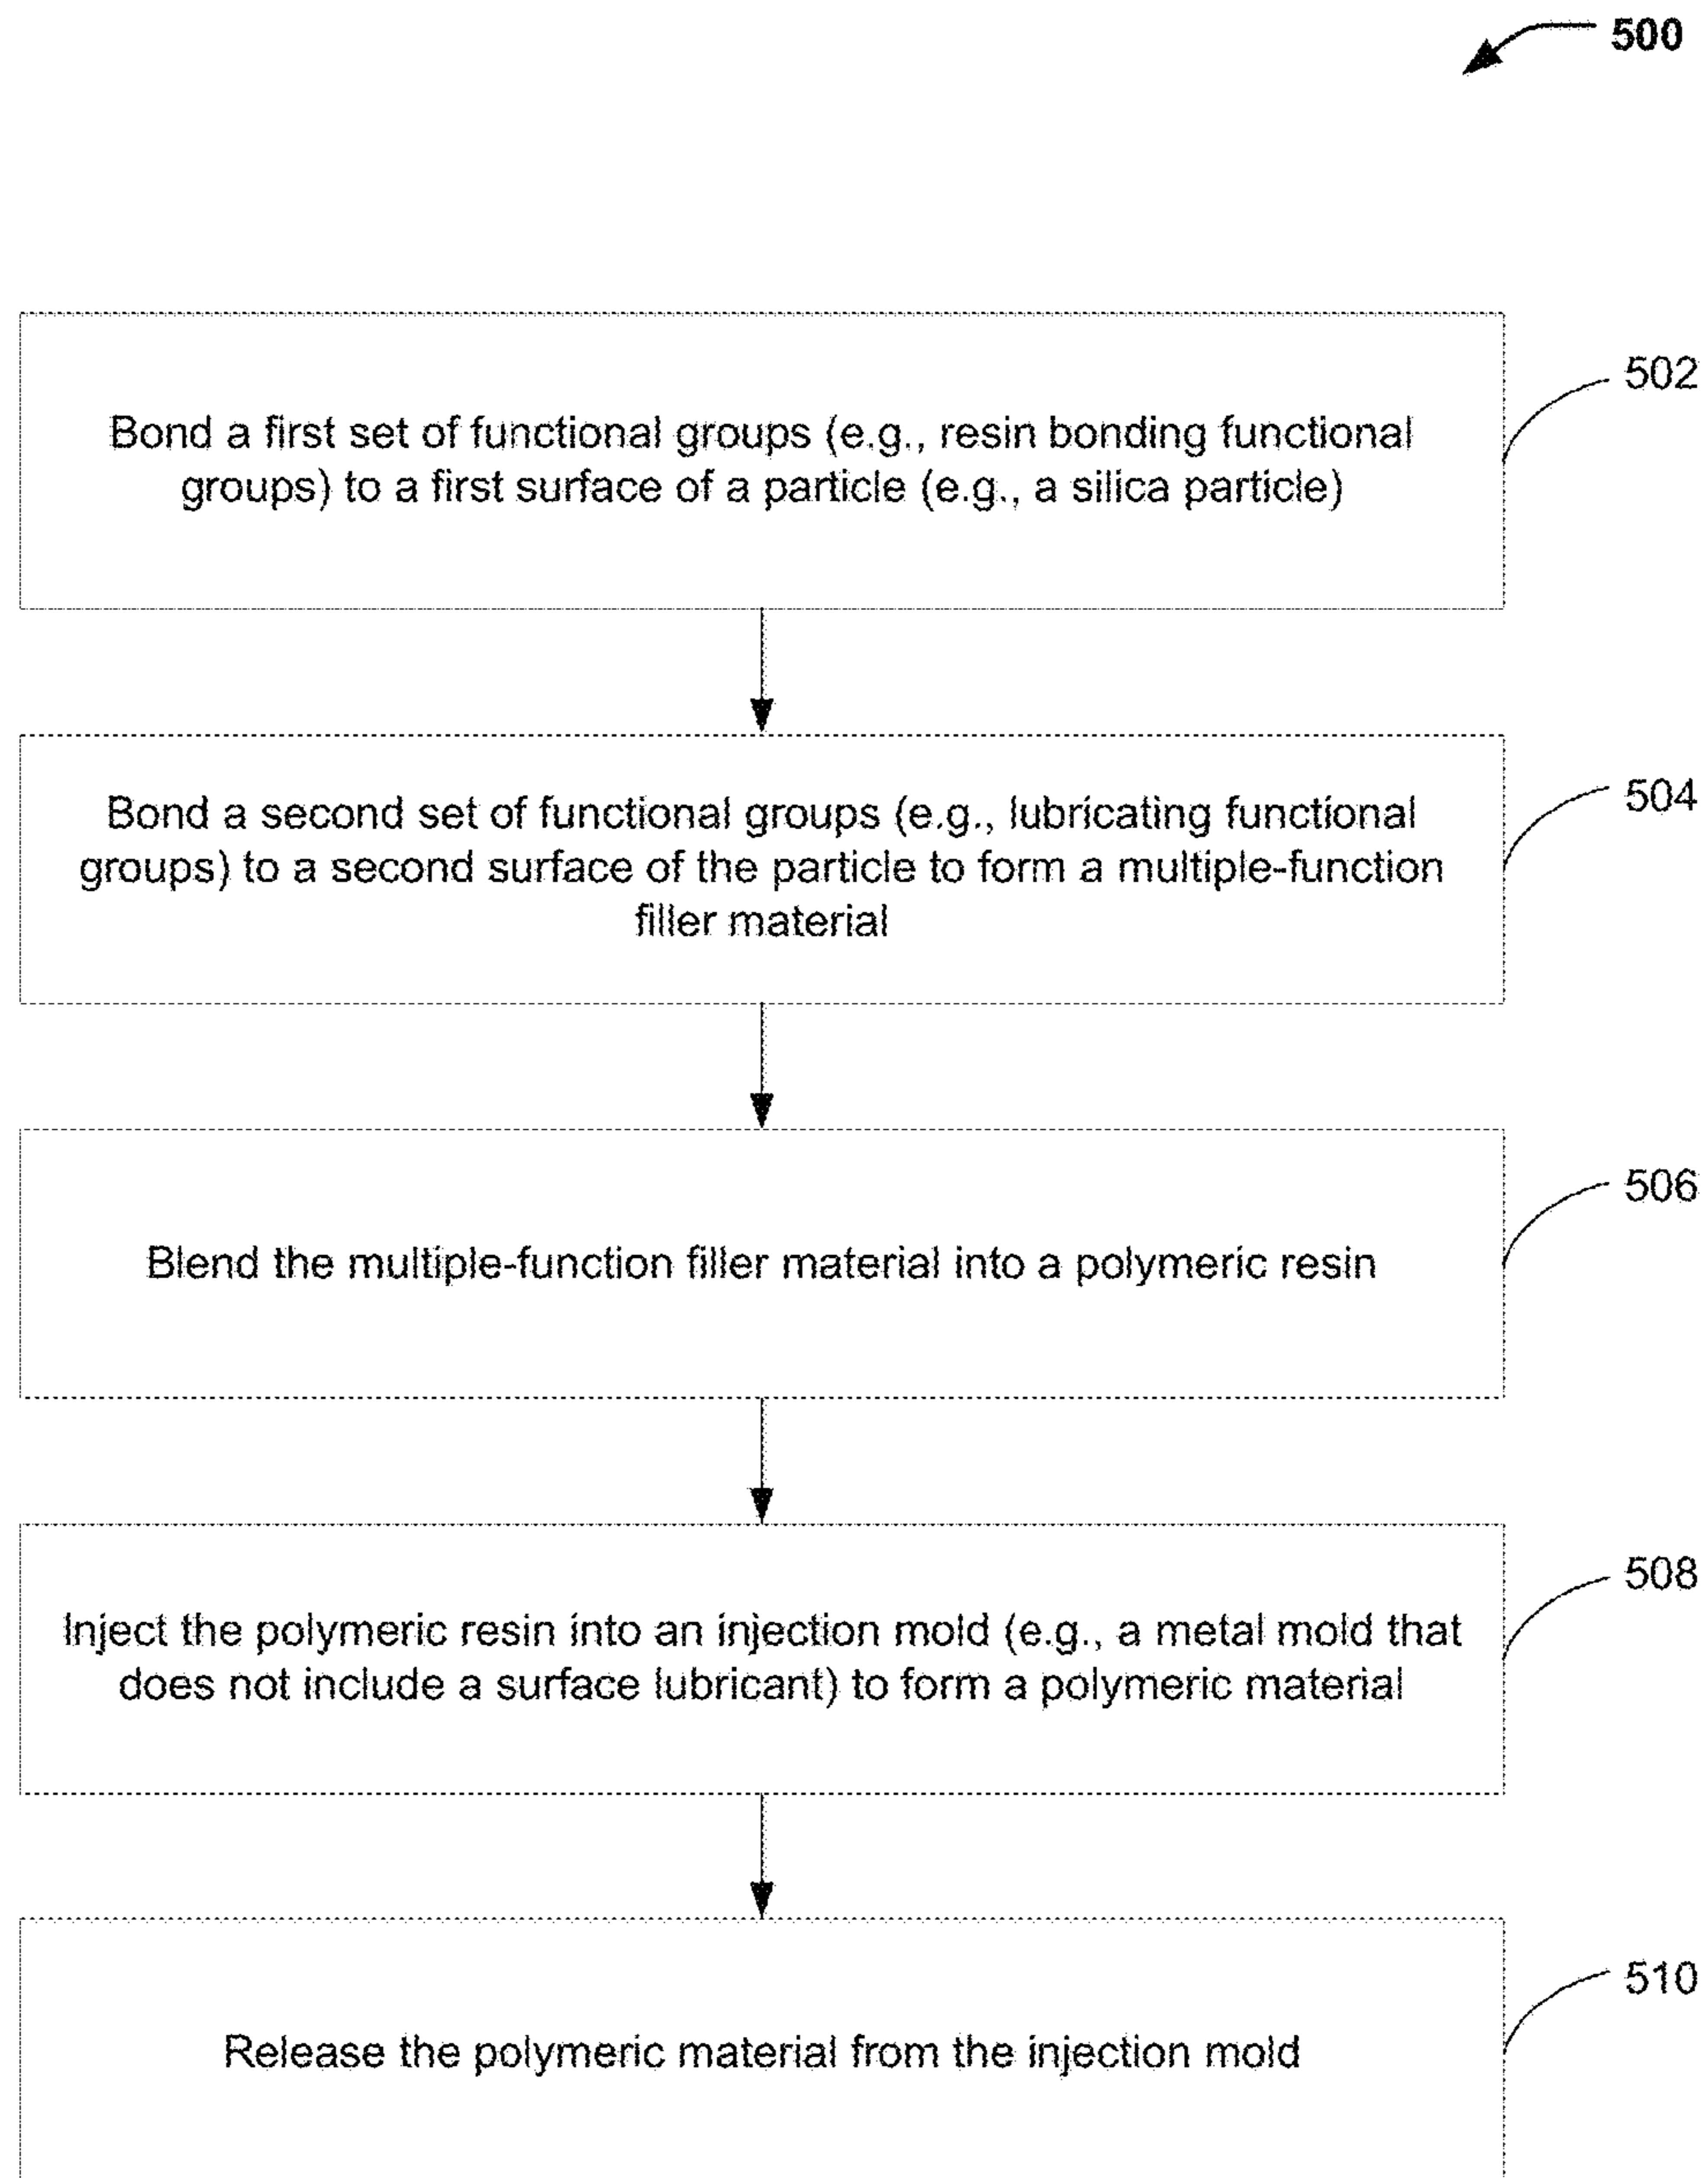 500
Bond a first set of functional groups (e.g., resin bonding functional
groups) to a first surface of a particle (e.g., a silica particle)
502
Bond a second set of functional groups (e.g., lubricating functional
groups) to a second surface of the particle to form a multiple-function
filler material
504
Blend the multiple-function filler material into a polymeric resin
506
Inject the polymeric resin into an injection mold (e.g., a metal mold that
does not include a surface lubricant) to form a polymeric material
508
Release the polymeric material from the injection mold
510